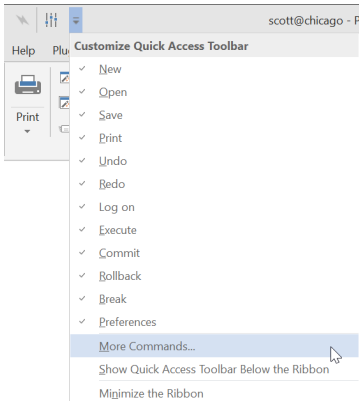 scott@chicago - P
Help Plu
Customize Quick Access Toolbar
New
Open
Save
Print
Print
Undo
Redo
Log on
Execute
Commit
Rollback
Break
Preferences
More Commands...
Show Quick Access Toolbar Below the Ribbon
Minimize the Ribbon